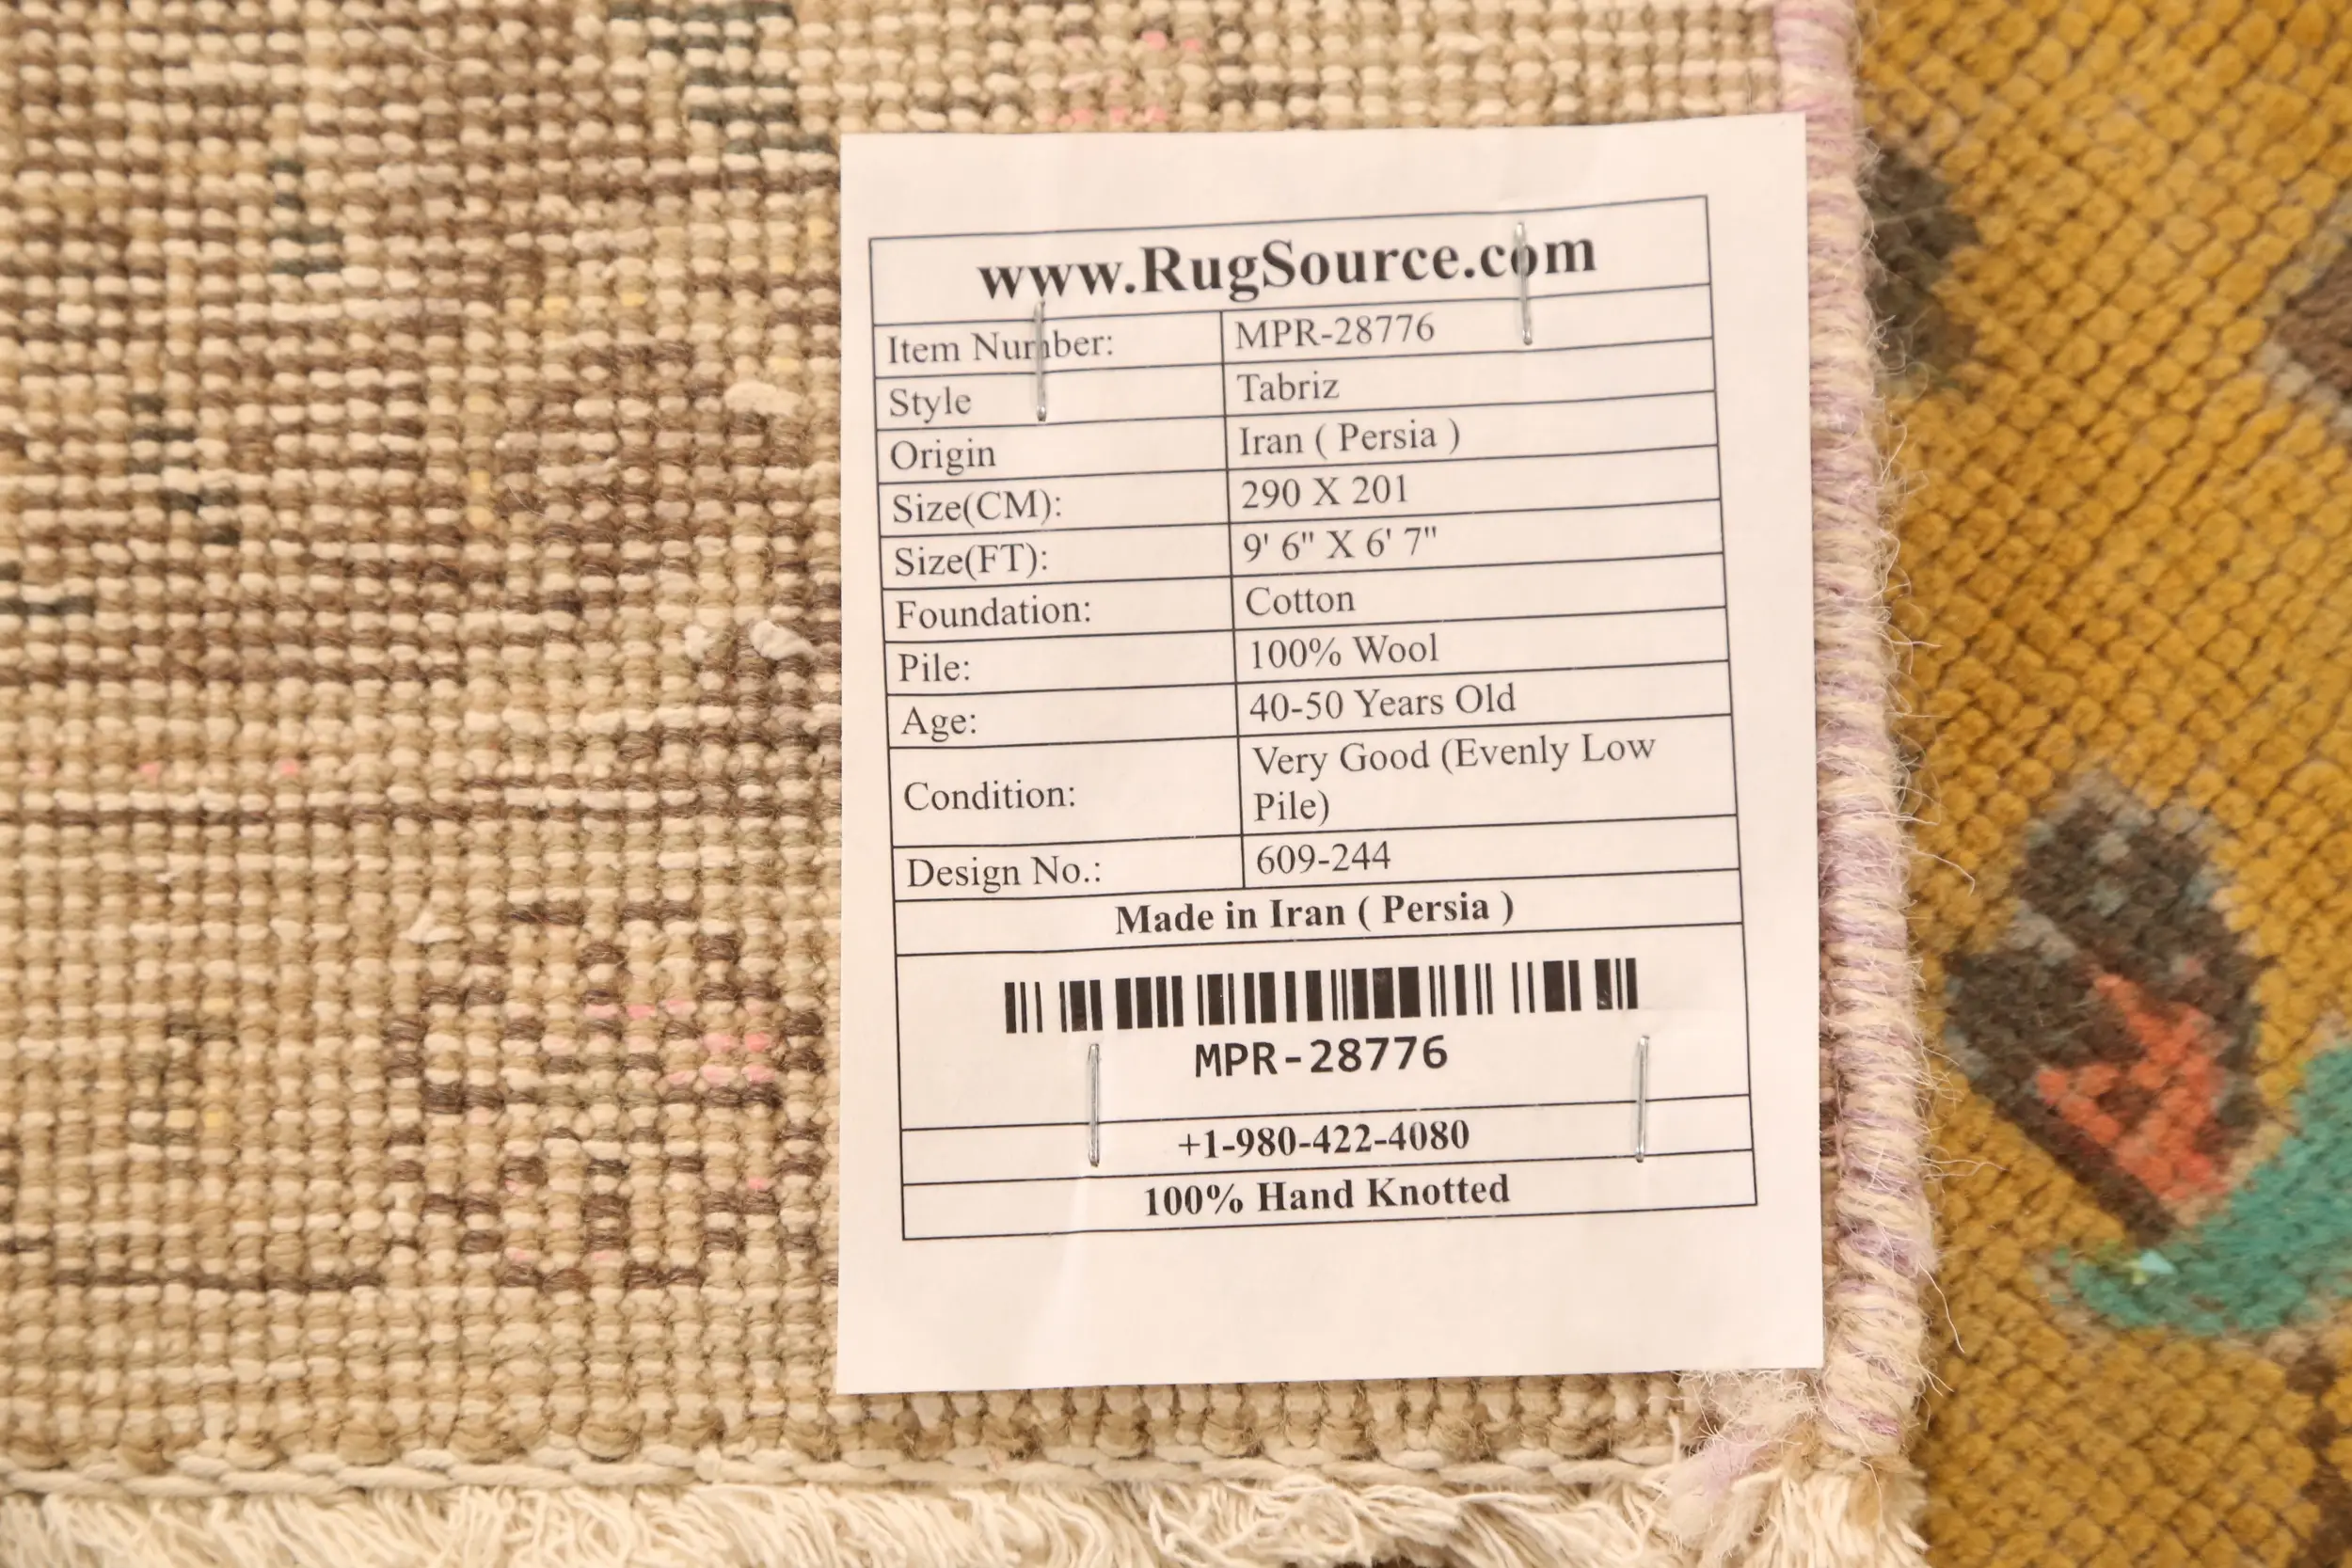 www.RugSource.com
Item Number: MPR-28776
Style Tabriz
Origin Iran ( Persia )
Size(CM): 290 X 201
Size(FT): 9' 6" X 6' 7"
Foundation: Cotton
Pile: 100% Wool
Age: 40-50 Years Old
Condition: Very Good (Evenly Low
Pile)
Design No.: 609-244
Made in Iran ( Persia )
MPR-28776
+1-980-422-4080
100% Hand Knotted